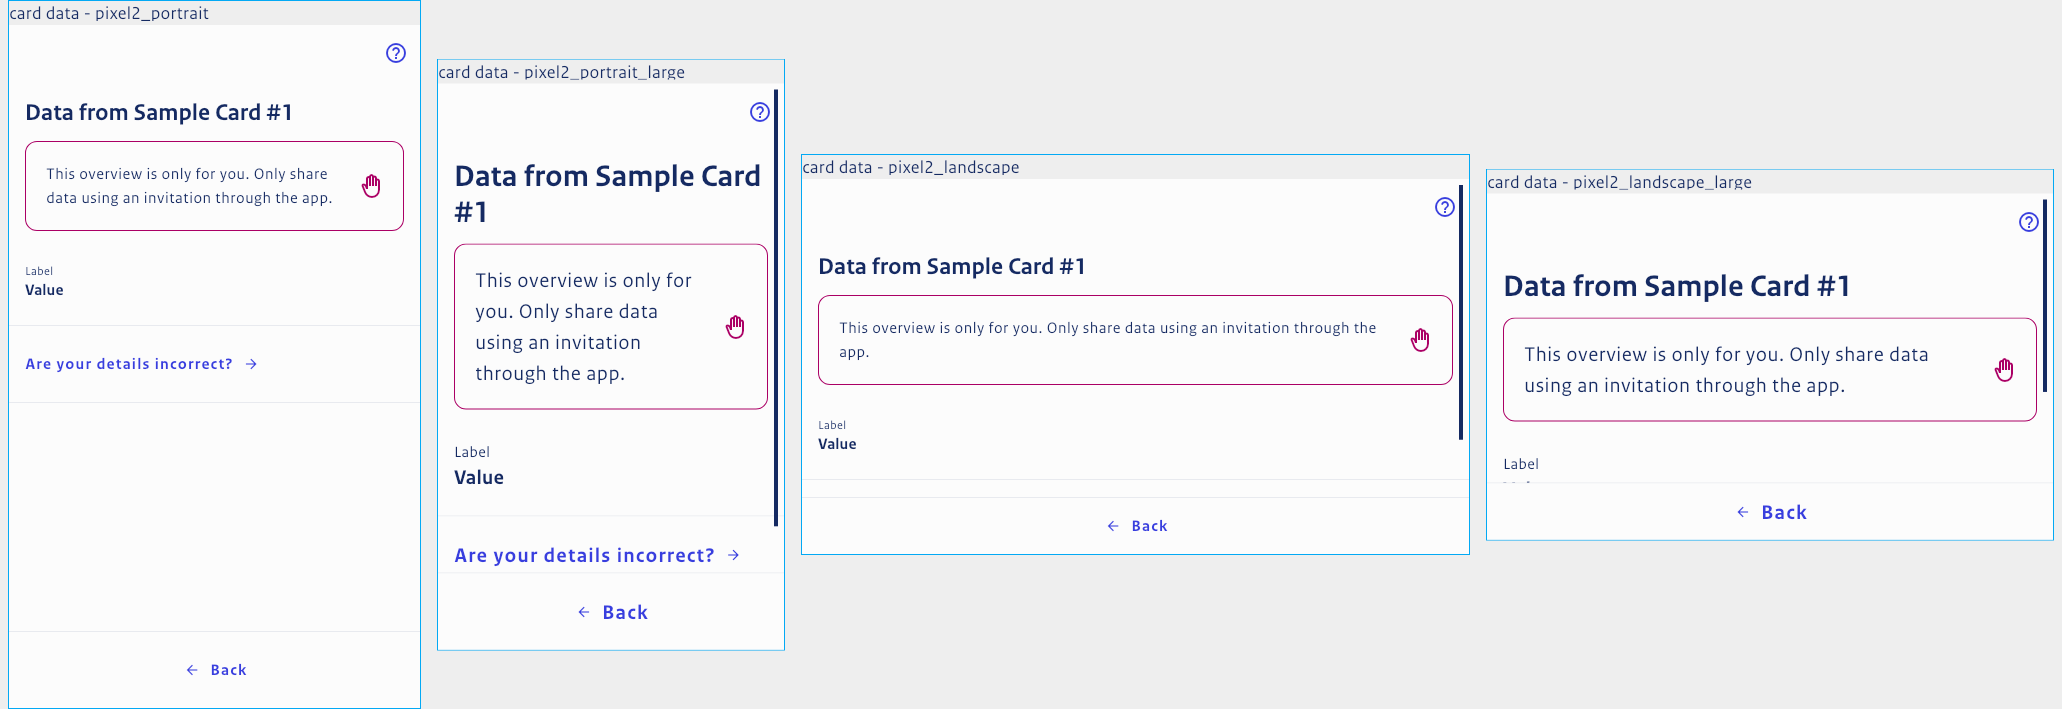 card data - pixel2_portrait
Data from Sample Card #1
This overview is only for you. Only share
data using an invitation through the app.
Label
Value
Are your details incorrect? →
← Back
card data - pixel2_portrait_large
Data from Sample Card
#1
This overview is only for
you. Only share data
using an invitation
through the app.
Label
Value
Are your details incorrect? →
← Back
card data - pixel2_landscape
Data from Sample Card #1
This overview is only for you. Only share data using an invitation through the
app.
Label
Value
← Back
card data - pixel2_landscape_large
Data from Sample Card #1
This overview is only for you. Only share data
using an invitation through the app.
Label
← Back